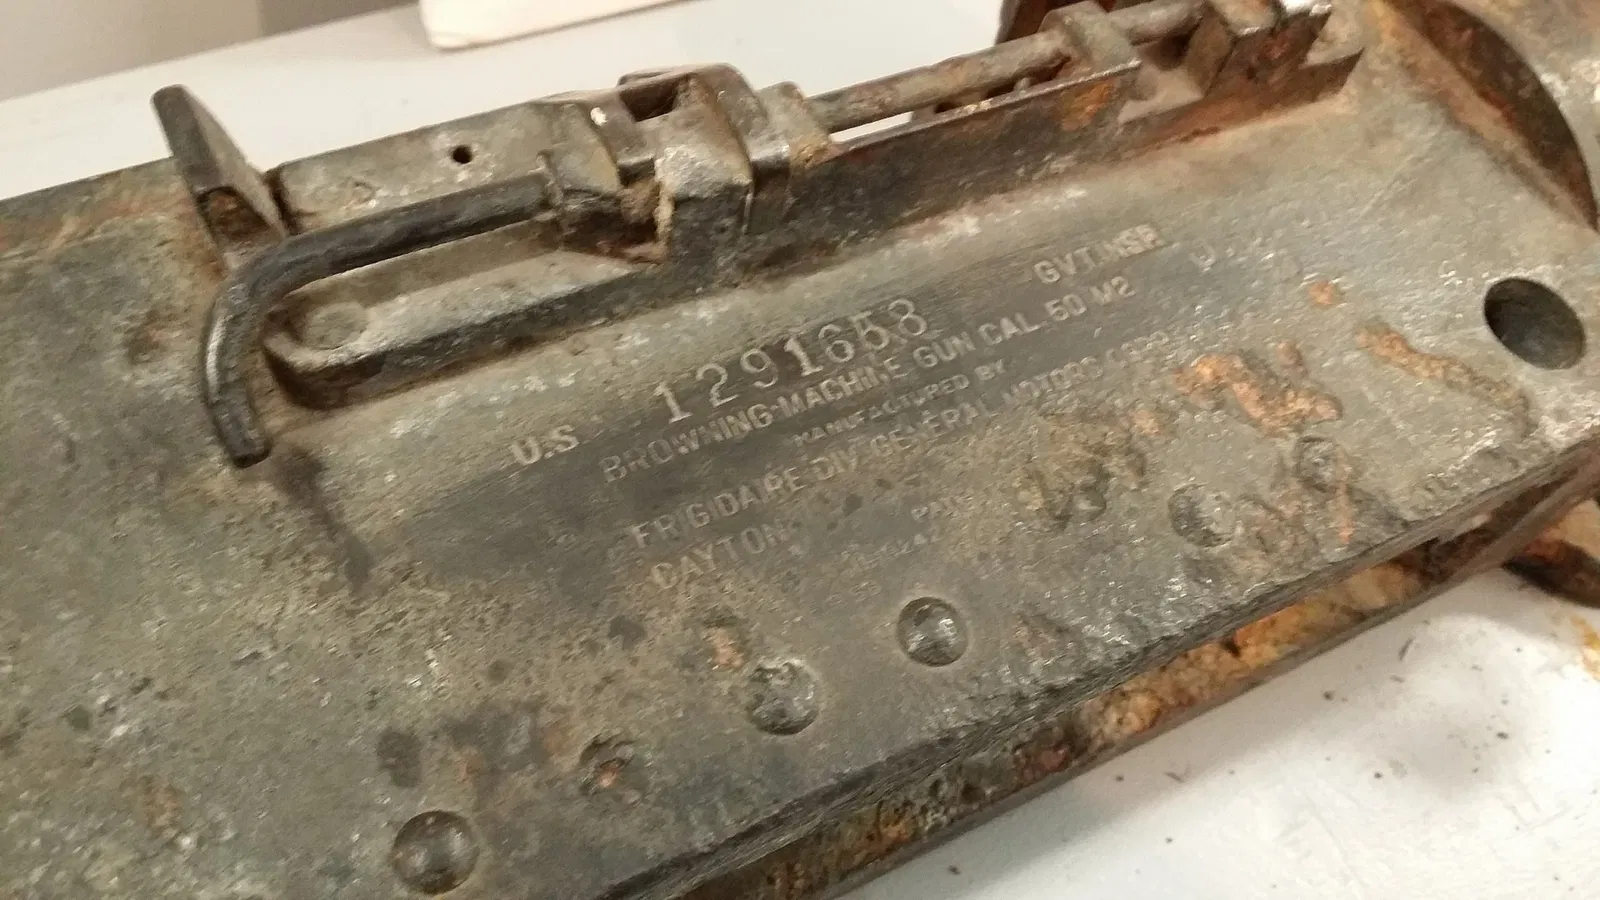 GVT. INSP.
U.S. 1291658
BROWNING MACHINE GUN CAL. 50 M2
MANUFACTURED BY
FRIGIDAIRE DIV. GENERAL MOTORS CORP.
DAYTON